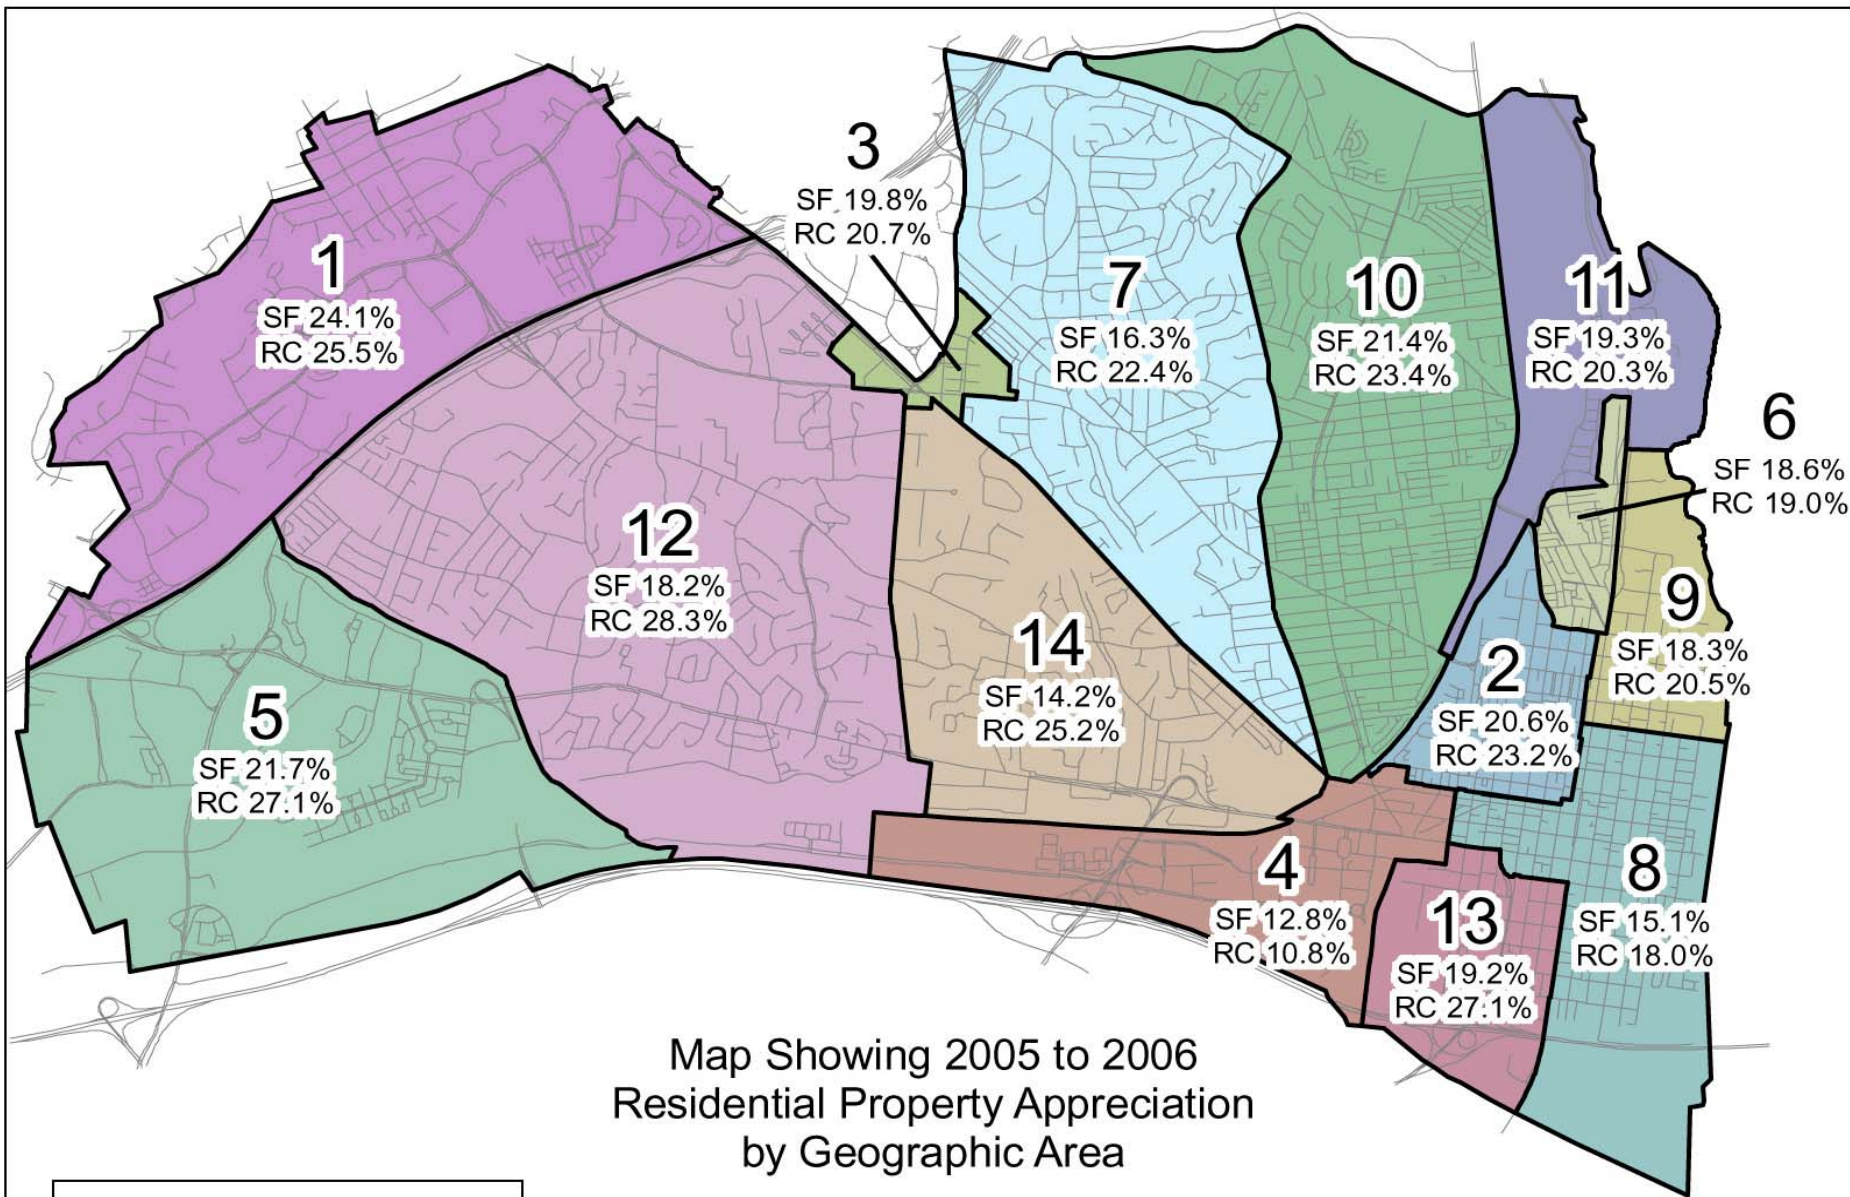 3
SF 19.8%
RC 20.7%
1
SF 24.1%
RC 25.5%
7
SF 16.3%
RC 22.4%
10
SF 21.4%
RC 23.4%
11
SF 19.3%
RC 20.3%
6
SF 18.6%
RC 19.0%
12
SF 18.2%
RC 28.3%
9
SF 18.3%
RC 20.5%
14
SF 14.2%
RC 25.2%
2
SF 20.6%
RC 23.2%
5
SF 21.7%
RC 27.1%
4
SF 12.8%
RC 10.8%
8
SF 15.1%
RC 18.0%
13
SF 19.2%
RC 27.1%
Map Showing 2005 to 2006
Residential Property Appreciation
by Geographic Area